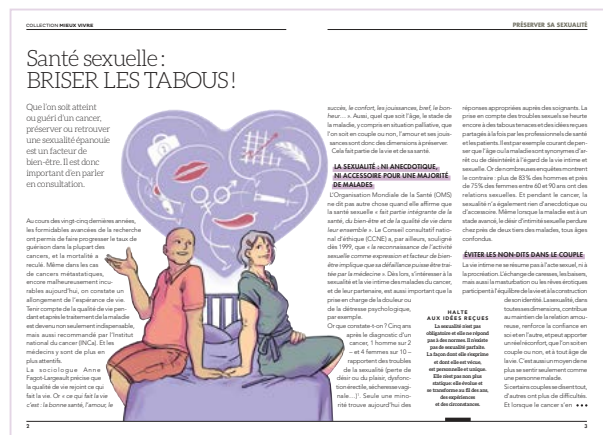 COLLECTION MIEUX VIVRE
PRÉSERVER SA SEXUALITÉ
Santé sexuelle :
BRISER LES TABOUS !
Que l'on soit atteint
ou guéri d'un cancer,
préserver ou retrouver
une sexualité épanouie
est un facteur de
bien-être. Il est donc
important d'en parler
en consultation.
Au cours des vingt-cinq dernières années,
les formidables avancées de la recherche
ont permis de faire progresser le taux de
guérison dans la plupart des
cancers, et la mortalité a
reculé. Même dans les cas
de cancers métastatiques,
encore malheureusement incu-
rables aujourd'hui, on constate un
allongement de l'espérance de vie.
Tenir compte de la qualité de vie pen-
dant et après le traitement de la maladie
est devenu non seulement indispensable,
mais aussi recommandé par l'Institut
national du cancer (INCa). Et les
médecins y sont de plus en
plus attentifs.
La sociologue Anne
Fagot-Largeault précise que
la qualité de vie rejoint ce qui
fait la vie. Or « ce qui fait la vie
c'est : la bonne santé, l'amour, le
succès, le confort, les jouissances, bref, le bon-
heur… ». Aussi, quel que soit l'âge, le stade de
la maladie, y compris en situation palliative, que
l'on soit en couple ou non, l'amour et ses jouis-
sances sont donc des dimensions à préserver.
Cela fait partie de la vie et de sa santé.
LA SEXUALITÉ : NI ANECDOTIQUE,
NI ACCESSOIRE POUR UNE MAJORITÉ
DE MALADES
L'Organisation Mondiale de la Santé (OMS)
ne dit pas autre chose quand elle affirme que
la santé sexuelle « fait partie intégrante de la
santé, du bien-être et de la qualité de vie dans
leur ensemble ». Le Conseil consultatif natio-
nal d'éthique (CCNE) a, par ailleurs, souligné
dès 1999, que « la reconnaissance de l'activité
sexuelle comme expression et facteur de bien-
être implique que sa défaillance puisse être trai-
tée par la médecine ». Dès lors, s'intéresser à la
sexualité et la vie intime des malades du cancer,
et de leur partenaire, est aussi important que la
prise en charge de la douleur ou
de la détresse psychologique,
par exemple.
Or que constate-t-on ? Cinq ans
après le diagnostic d'un
cancer, 1 homme sur 2
– et 4 femmes sur 10 –
rapportent des troubles
de la sexualité (perte de
désir ou de plaisir, dysfonc-
tion érectile, sécheresse vagi-
nale…)¹. Seule une mino-
rité trouve aujourd'hui des
HALTE
AUX IDÉES REÇUES
La sexualité n'est pas
obligatoire et elle ne répond
pas à des normes. Il n'existe
pas de sexualité parfaite.
La façon dont elle s'exprime
et dont elle est vécue,
est personnelle et unique.
Elle n'est pas non plus
statique: elle évolue et
se transforme au fil des ans,
des expériences
et des circonstances.
réponses appropriées auprès des soignants. La
prise en compte des troubles sexuels se heurte
encore à des tabous tenaces et des idées reçues
partagées à la fois par les professionnels de santé
et les patients. Il est par exemple courant de pen-
ser que l'âge ou la maladie sont synonymes d'ar-
rêt ou de désintérêt à l'égard de la vie intime et
sexuelle. Or de nombreuses enquêtes montrent
le contraire : plus de 83% des hommes et près
de 75% des femmes entre 60 et 90 ans ont des
relations sexuelles. Et pendant le cancer, la
sexualité n'a également rien d'anecdotique ou
d'accessoire. Même lorsque la maladie est à un
stade avancé, le désir d'intimité sexuelle perdure
chez près de deux tiers des malades, tous âges
confondus.
ÉVITER LES NON-DITS DANS LE COUPLE
La vie intime ne se résume pas à l'acte sexuel, ni à
la procréation. L'échange de caresses, les baisers,
mais aussi la masturbation ou les rêves érotiques
participent à l'équilibre de la vie et à la construction
de son identité. La sexualité, dans
toutes ses dimensions, contribue
au maintien de la relation amou-
reuse, renforce la confiance en
soi et en l'autre, et peut apporter
un réel réconfort, que l'on soit en
couple ou non, et à tout âge de
la vie. C'est aussi un moyen de ne
plus se sentir seulement comme
une personne malade.
Si certains couples se disent tout,
d'autres ont plus de difficultés.
Et lorsque le cancer s'en •••
2
3